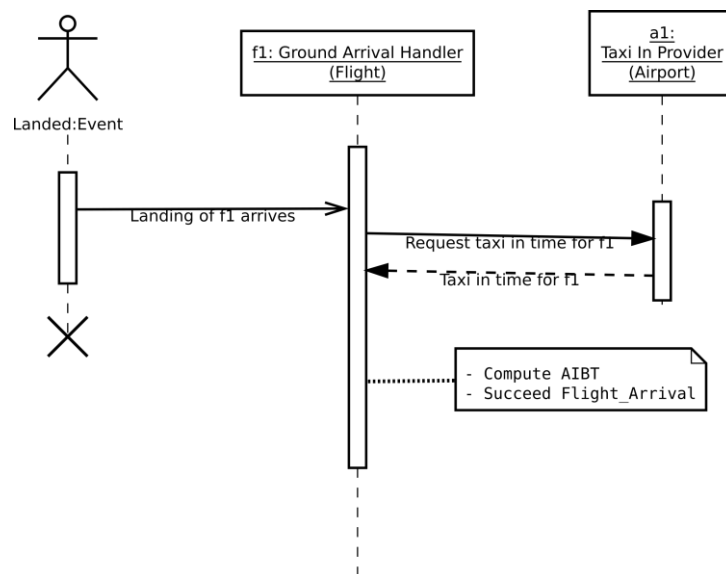 f1: Ground Arrival Handler
(Flight)
a1:
Taxi In Provider
(Airport)
Landed:Event
Landing of f1 arrives
Request taxi in time for f1
Taxi in time for f1
- Compute AIBT
- Succeed Flight_Arrival